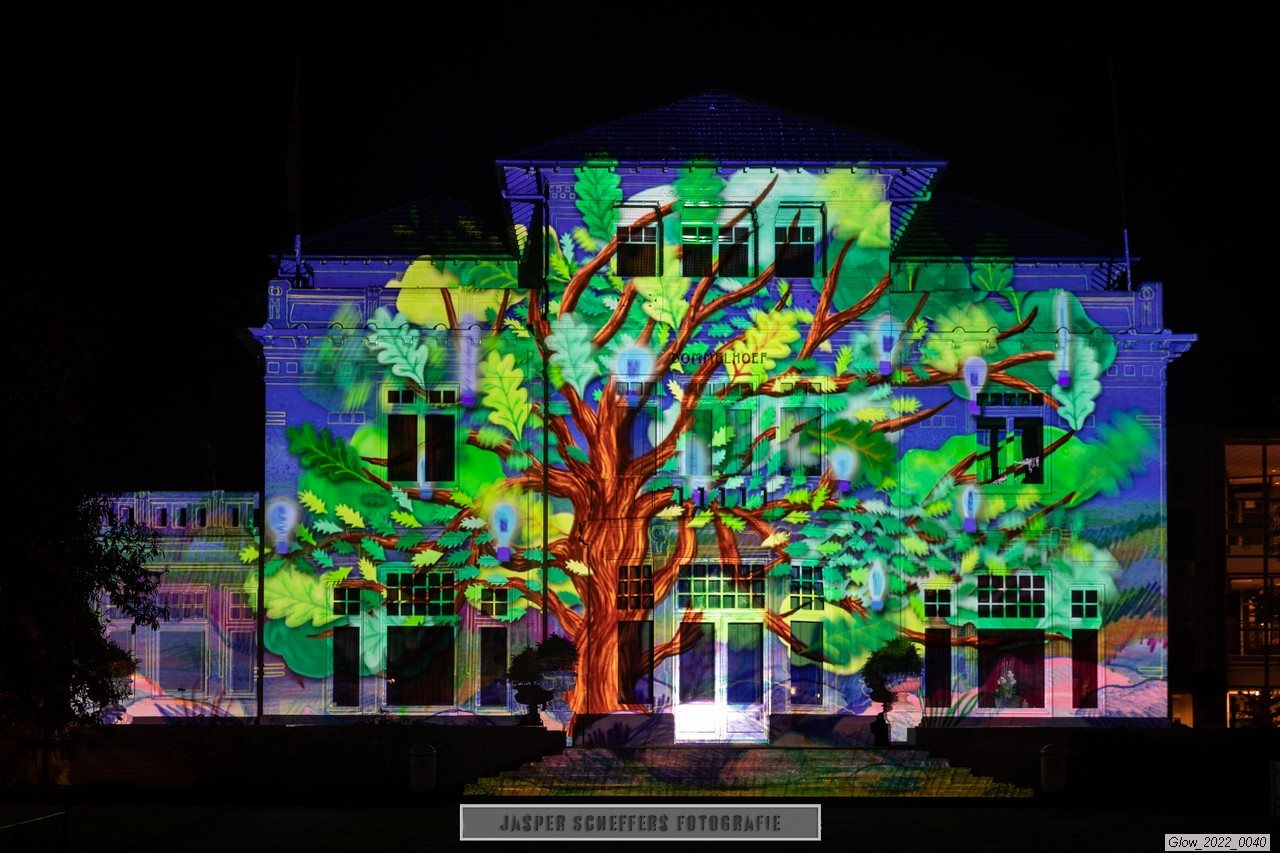 DOMMELHOEF
JASPER SCHEFFERS FOTOGRAFIE
Glow_2022_0040